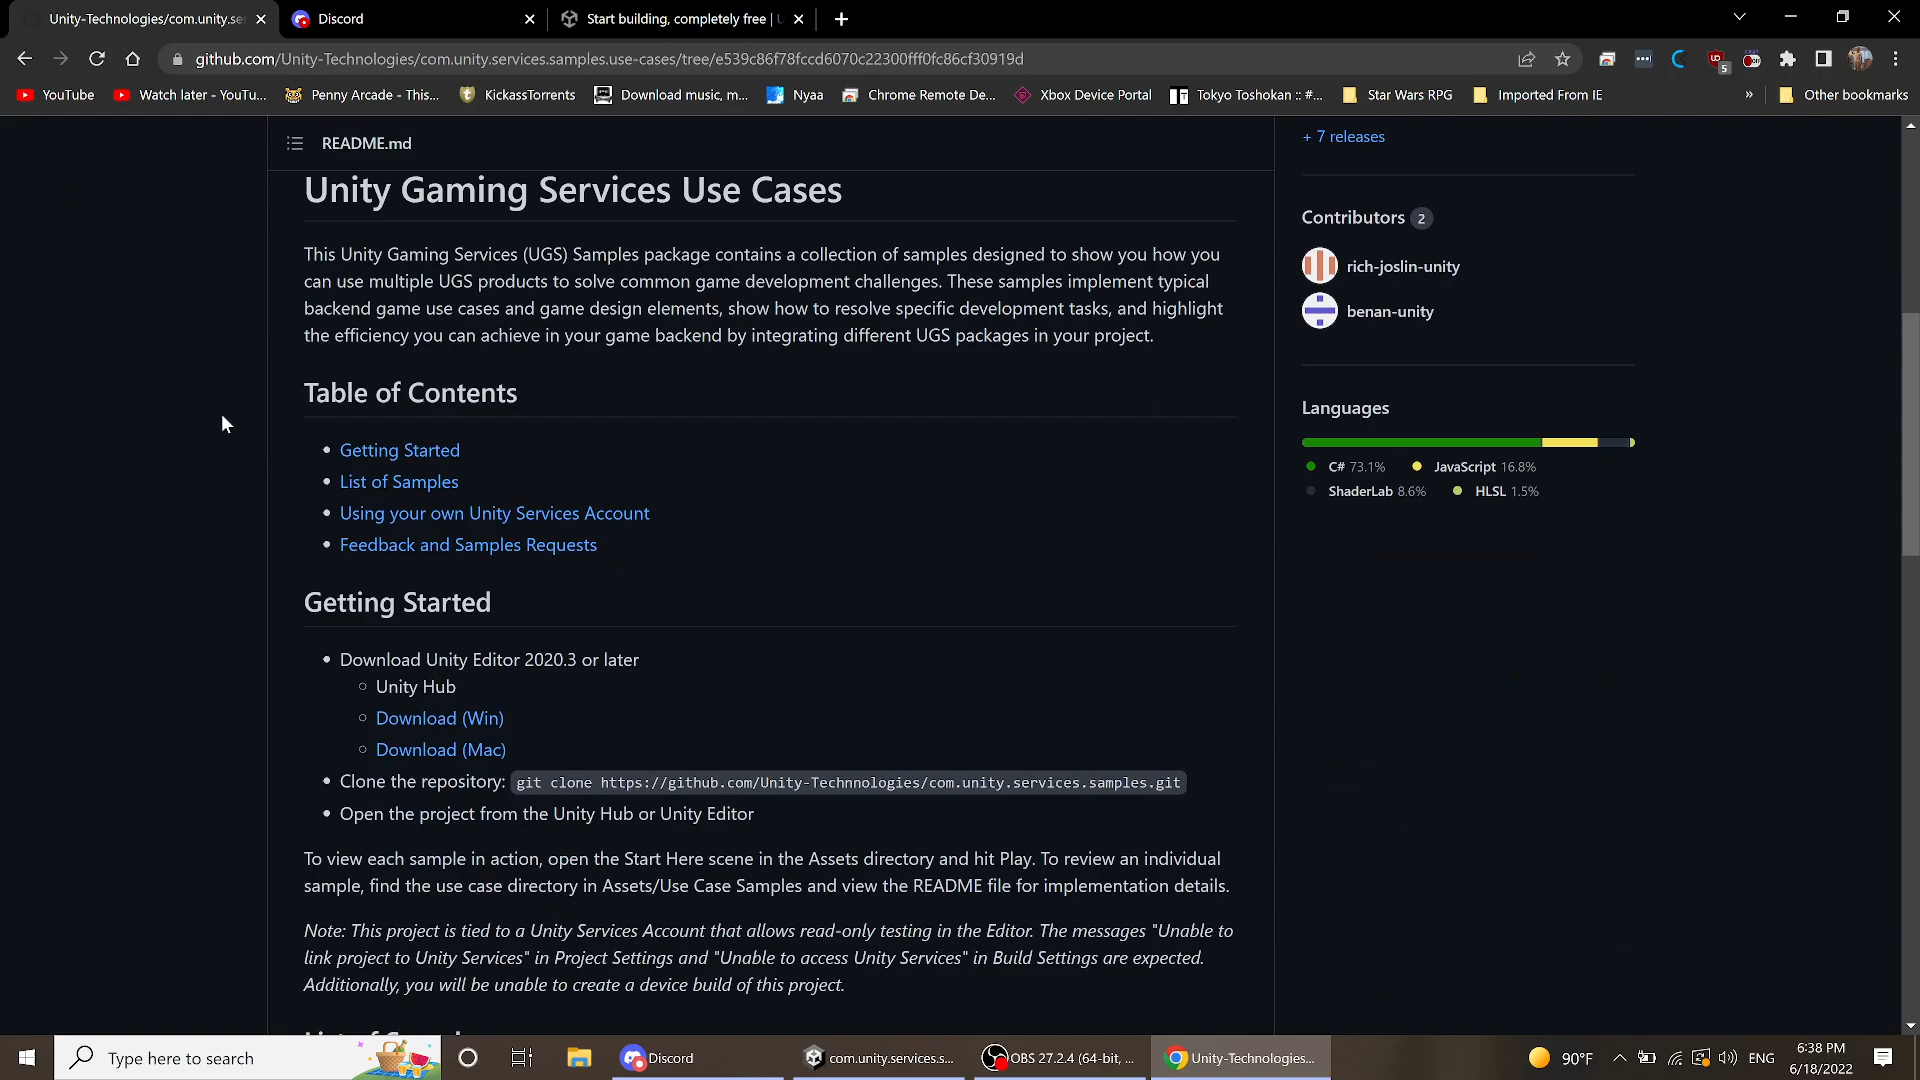 Unity-Technologies/com.unity.se
Discord
Start building, completely free |
github.com/Unity-Technologies/com.unity.services.samples.use-cases/tree/e539c86f78fccd6070c22300fff0fc86cf30919d
5
YouTube
Watch later - YouTu...
Penny Arcade - This...
KickassTorrents
Download music, m...
Nyaa
Chrome Remote De...
Xbox Device Portal
Tokyo Toshokan :: #...
Star Wars RPG
Imported From IE
»
Other bookmarks
README.md
+ 7 releases
Unity Gaming Services Use Cases
This Unity Gaming Services (UGS) Samples package contains a collection of samples designed to show you how you
can use multiple UGS products to solve common game development challenges. These samples implement typical
backend game use cases and game design elements, show how to resolve specific development tasks, and highlight
the efficiency you can achieve in your game backend by integrating different UGS packages in your project.
Contributors 2
rich-joslin-unity
benan-unity
Table of Contents
Getting Started
List of Samples
Using your own Unity Services Account
Feedback and Samples Requests
Languages
C# 73.1%
JavaScript 16.8%
ShaderLab 8.6%
HLSL 1.5%
Getting Started
Download Unity Editor 2020.3 or later
Unity Hub
Download (Win)
Download (Mac)
Clone the repository: git clone https://github.com/Unity-Technnologies/com.unity.services.samples.git
Open the project from the Unity Hub or Unity Editor
To view each sample in action, open the Start Here scene in the Assets directory and hit Play. To review an individual
sample, find the use case directory in Assets/Use Case Samples and view the README file for implementation details.
Note: This project is tied to a Unity Services Account that allows read-only testing in the Editor. The messages "Unable to
link project to Unity Services" in Project Settings and "Unable to access Unity Services" in Build Settings are expected.
Additionally, you will be unable to create a device build of this project.
Type here to search
Discord
com.unity.services.s...
OBS 27.2.4 (64-bit, ...
Unity-Technologies...
90°F
ENG
6:38 PM
6/18/2022